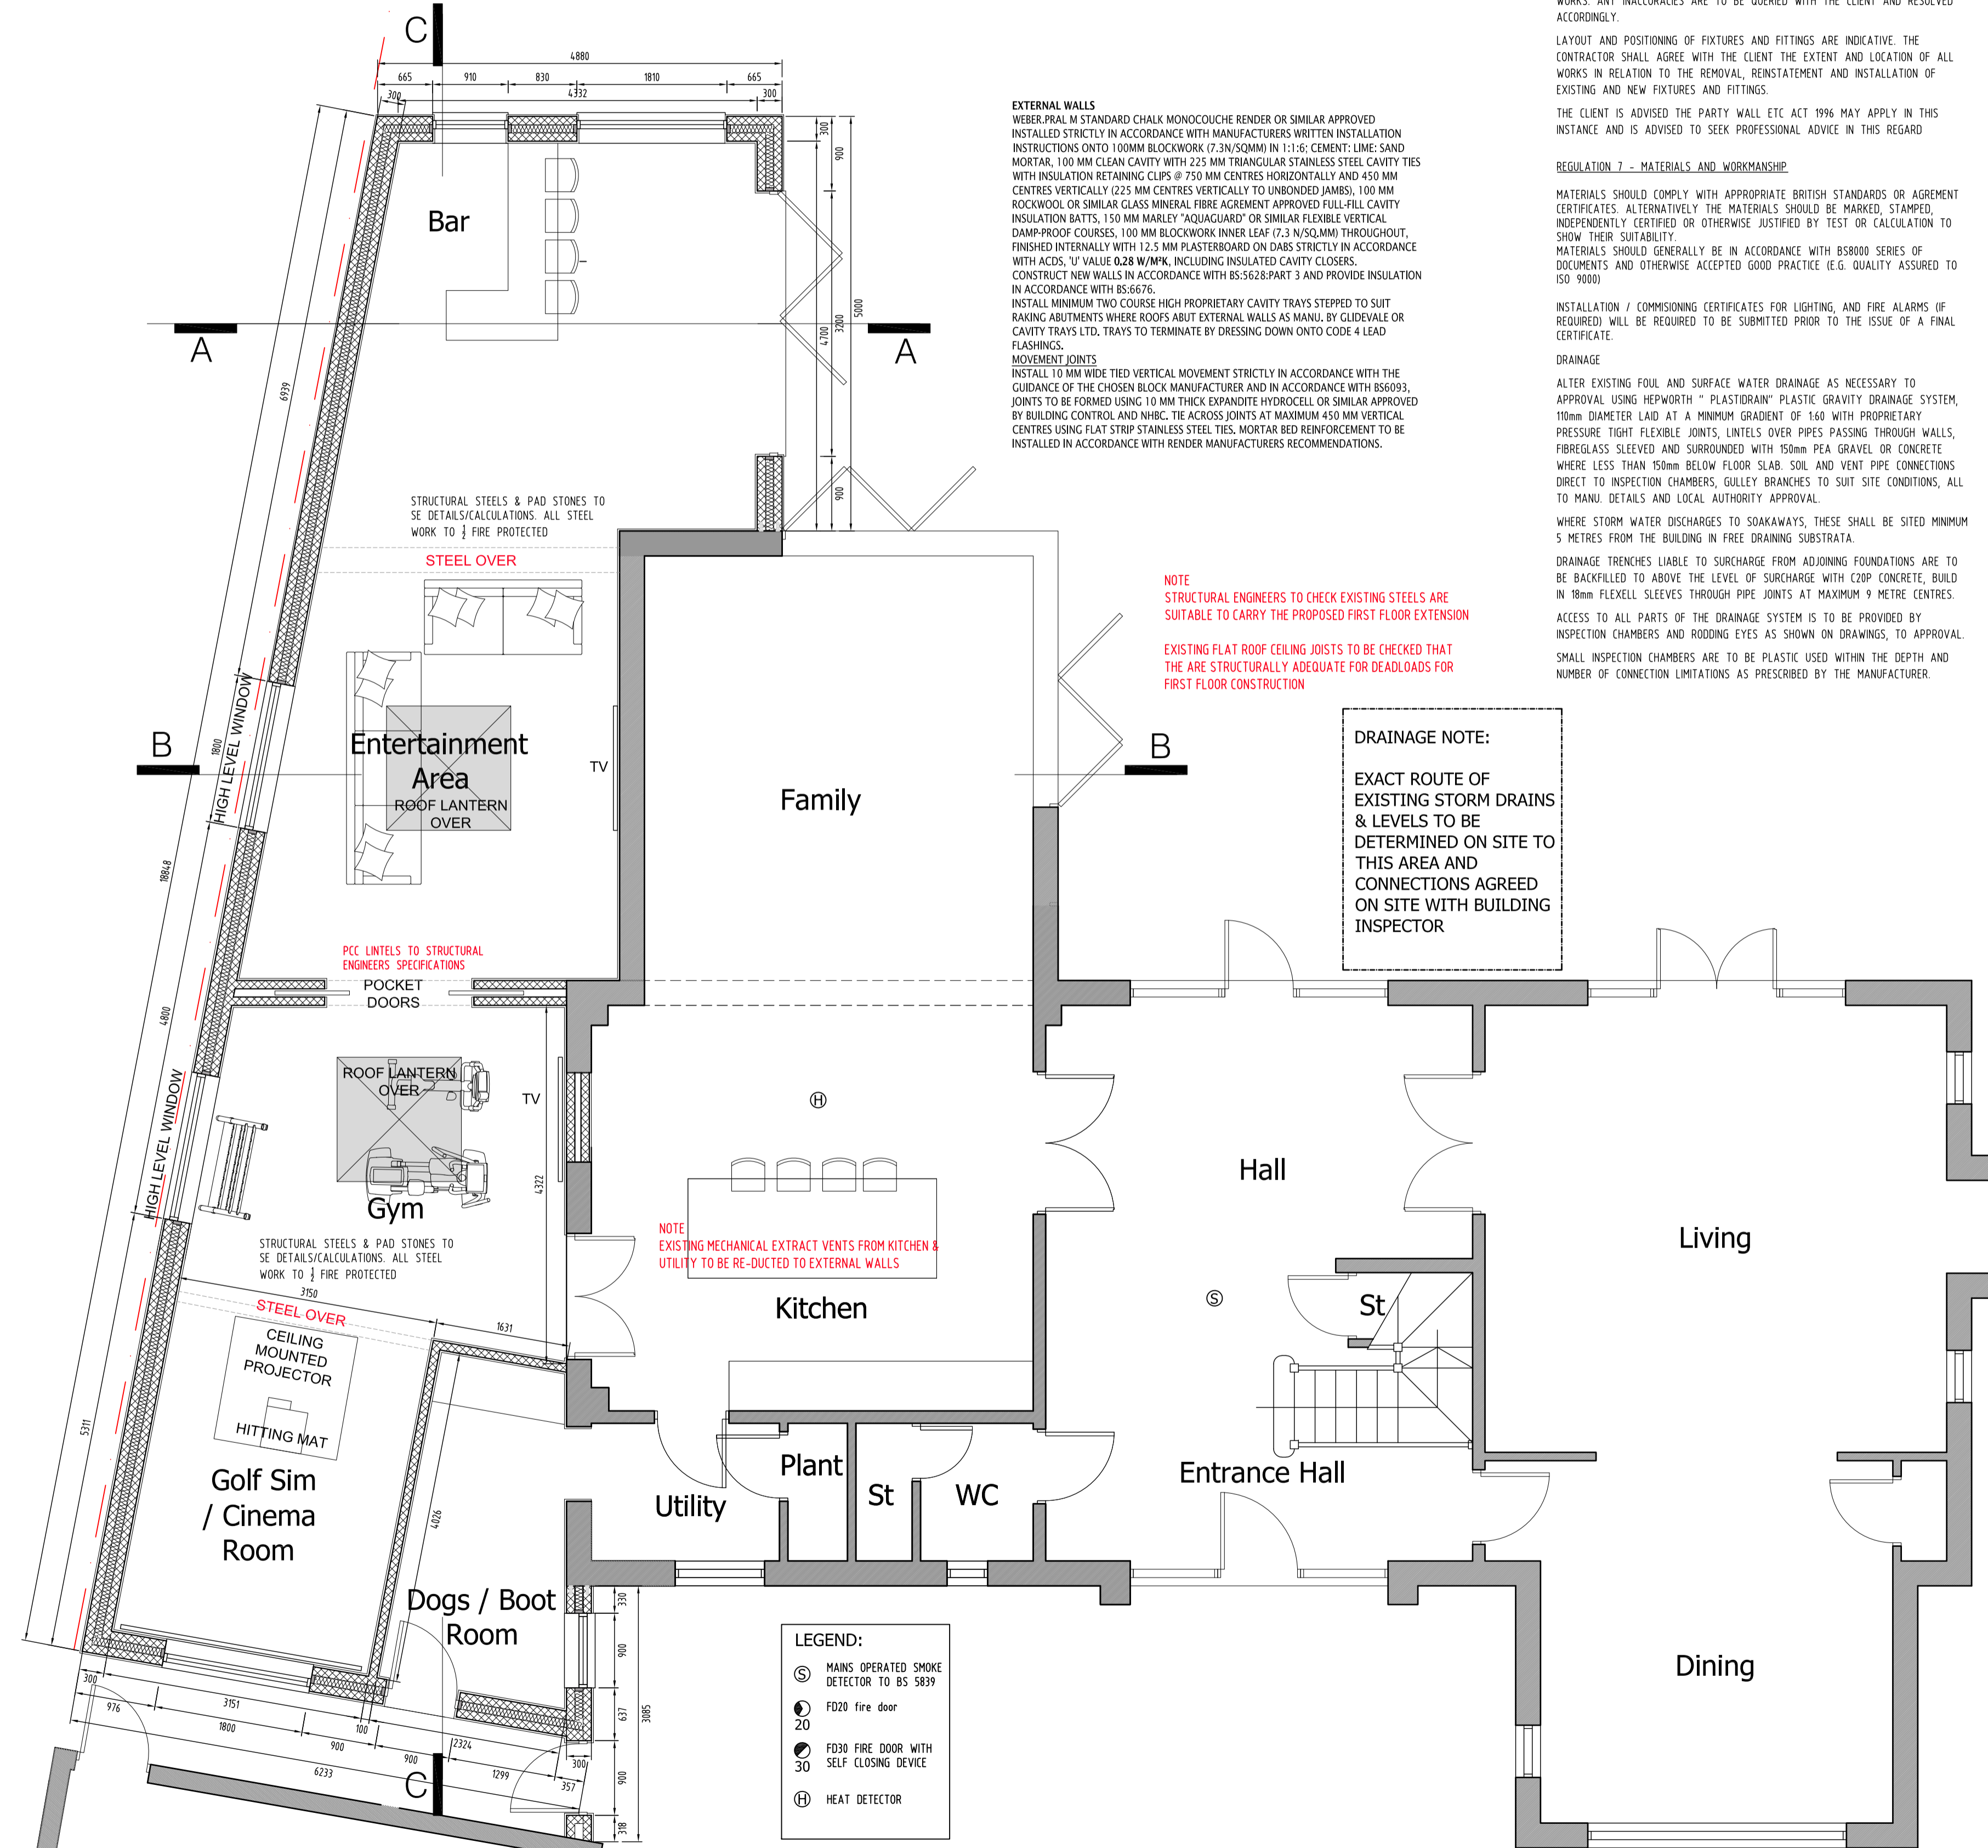 WORKS. ANY INACCURACIES ARE TO BE QUERIED WITH THE CLIENT AND RESOLVED
ACCORDINGLY.
LAYOUT AND POSITIONING OF FIXTURES AND FITTINGS ARE INDICATIVE. THE
CONTRACTOR SHALL AGREE WITH THE CLIENT THE EXTENT AND LOCATION OF ALL
WORKS IN RELATION TO THE REMOVAL, REINSTATEMENT AND INSTALLATION OF
EXISTING AND NEW FIXTURES AND FITTINGS.
THE CLIENT IS ADVISED THE PARTY WALL ETC ACT 1996 MAY APPLY IN THIS
INSTANCE AND IS ADVISED TO SEEK PROFESSIONAL ADVICE IN THIS REGARD
REGULATION 7 - MATERIALS AND WORKMANSHIP
MATERIALS SHOULD COMPLY WITH APPROPRIATE BRITISH STANDARDS OR AGREMENT
CERTIFICATES. ALTERNATIVELY THE MATERIALS SHOULD BE MARKED, STAMPED,
INDEPENDENTLY CERTIFIED OR OTHERWISE JUSTIFIED BY TEST OR CALCULATION TO
SHOW THEIR SUITABILITY.
MATERIALS SHOULD GENERALLY BE IN ACCORDANCE WITH BS8000 SERIES OF
DOCUMENTS AND OTHERWISE ACCEPTED GOOD PRACTICE (E.G. QUALITY ASSURED TO
ISO 9000)
INSTALLATION / COMMISIONING CERTIFICATES FOR LIGHTING, AND FIRE ALARMS (IF
REQUIRED) WILL BE REQUIRED TO BE SUBMITTED PRIOR TO THE ISSUE OF A FINAL
CERTIFICATE.
DRAINAGE
ALTER EXISTING FOUL AND SURFACE WATER DRAINAGE AS NECESSARY TO
APPROVAL USING HEPWORTH " PLASTIDRAIN" PLASTIC GRAVITY DRAINAGE SYSTEM,
110mm DIAMETER LAID AT A MINIMUM GRADIENT OF 1:60 WITH PROPRIETARY
PRESSURE TIGHT FLEXIBLE JOINTS, LINTELS OVER PIPES PASSING THROUGH WALLS,
FIBREGLASS SLEEVED AND SURROUNDED WITH 150mm PEA GRAVEL OR CONCRETE
WHERE LESS THAN 150mm BELOW FLOOR SLAB. SOIL AND VENT PIPE CONNECTIONS
DIRECT TO INSPECTION CHAMBERS, GULLEY BRANCHES TO SUIT SITE CONDITIONS, ALL
TO MANU. DETAILS AND LOCAL AUTHORITY APPROVAL.
WHERE STORM WATER DISCHARGES TO SOAKAWAYS, THESE SHALL BE SITED MINIMUM
5 METRES FROM THE BUILDING IN FREE DRAINING SUBSTRATA.
DRAINAGE TRENCHES LIABLE TO SURCHARGE FROM ADJOINING FOUNDATIONS ARE TO
BE BACKFILLED TO ABOVE THE LEVEL OF SURCHARGE WITH C20P CONCRETE, BUILD
IN 18mm FLEXELL SLEEVES THROUGH PIPE JOINTS AT MAXIMUM 9 METRE CENTRES.
ACCESS TO ALL PARTS OF THE DRAINAGE SYSTEM IS TO BE PROVIDED BY
INSPECTION CHAMBERS AND RODDING EYES AS SHOWN ON DRAWINGS, TO APPROVAL.
SMALL INSPECTION CHAMBERS ARE TO BE PLASTIC USED WITHIN THE DEPTH AND
NUMBER OF CONNECTION LIMITATIONS AS PRESCRIBED BY THE MANUFACTURER.
EXTERNAL WALLS
WEBER.PRAL M STANDARD CHALK MONOCOUCHE RENDER OR SIMILAR APPROVED
INSTALLED STRICTLY IN ACCORDANCE WITH MANUFACTURERS WRITTEN INSTALLATION
INSTRUCTIONS ONTO 100MM BLOCKWORK (7.3N/SQMM) IN 1:1:6; CEMENT: LIME: SAND
MORTAR, 100 MM CLEAN CAVITY WITH 225 MM TRIANGULAR STAINLESS STEEL CAVITY TIES
WITH INSULATION RETAINING CLIPS @ 750 MM CENTRES HORIZONTALLY AND 450 MM
CENTRES VERTICALLY (225 MM CENTRES VERTICALLY TO UNBONDED JAMBS), 100 MM
ROCKWOOL OR SIMILAR GLASS MINERAL FIBRE AGREMENT APPROVED FULL-FILL CAVITY
INSULATION BATTS, 150 MM MARLEY "AQUAGUARD" OR SIMILAR FLEXIBLE VERTICAL
DAMP-PROOF COURSES, 100 MM BLOCKWORK INNER LEAF (7.3 N/SQ.MM) THROUGHOUT,
FINISHED INTERNALLY WITH 12.5 MM PLASTERBOARD ON DABS STRICTLY IN ACCORDANCE
WITH ACDS, 'U' VALUE 0.28 W/M²K, INCLUDING INSULATED CAVITY CLOSERS.
CONSTRUCT NEW WALLS IN ACCORDANCE WITH BS:5628:PART 3 AND PROVIDE INSULATION
IN ACCORDANCE WITH BS:6676.
INSTALL MINIMUM TWO COURSE HIGH PROPRIETARY CAVITY TRAYS STEPPED TO SUIT
RAKING ABUTMENTS WHERE ROOFS ABUT EXTERNAL WALLS AS MANU. BY GLIDEVALE OR
CAVITY TRAYS LTD. TRAYS TO TERMINATE BY DRESSING DOWN ONTO CODE 4 LEAD
FLASHINGS.
MOVEMENT JOINTS
INSTALL 10 MM WIDE TIED VERTICAL MOVEMENT STRICTLY IN ACCORDANCE WITH THE
GUIDANCE OF THE CHOSEN BLOCK MANUFACTURER AND IN ACCORDANCE WITH BS6093,
JOINTS TO BE FORMED USING 10 MM THICK EXPANDITE HYDROCELL OR SIMILAR APPROVED
BY BUILDING CONTROL AND NHBC. TIE ACROSS JOINTS AT MAXIMUM 450 MM VERTICAL
CENTRES USING FLAT STRIP STAINLESS STEEL TIES. MORTAR BED REINFORCEMENT TO BE
INSTALLED IN ACCORDANCE WITH RENDER MANUFACTURERS RECOMMENDATIONS.
C
4880
665
910
830
1810
665
300
4332
300
300
900
Bar
A
A
4700
3200
5000
6939
900
STRUCTURAL STEELS & PAD STONES TO
SE DETAILS/CALCULATIONS. ALL STEEL
WORK TO ½ FIRE PROTECTED
STEEL OVER
NOTE
STRUCTURAL ENGINEERS TO CHECK EXISTING STEELS ARE
SUITABLE TO CARRY THE PROPOSED FIRST FLOOR EXTENSION
EXISTING FLAT ROOF CEILING JOISTS TO BE CHECKED THAT
THE ARE STRUCTURALLY ADEQUATE FOR DEADLOADS FOR
FIRST FLOOR CONSTRUCTION
B
1800
HIGH LEVEL WINDOW
Entertainment
Area
ROOF LANTERN
OVER
TV
Family
B
DRAINAGE NOTE:
EXACT ROUTE OF
EXISTING STORM DRAINS
& LEVELS TO BE
DETERMINED ON SITE TO
THIS AREA AND
CONNECTIONS AGREED
ON SITE WITH BUILDING
INSPECTOR
18848
PCC LINTELS TO STRUCTURAL
ENGINEERS SPECIFICATIONS
POCKET
DOORS
4800
HIGH LEVEL WINDOW
ROOF LANTERN
OVER
TV
4322
Gym
H
Hall
Living
STRUCTURAL STEELS & PAD STONES TO
SE DETAILS/CALCULATIONS. ALL STEEL
WORK TO ½ FIRE PROTECTED
NOTE
EXISTING MECHANICAL EXTRACT VENTS FROM KITCHEN &
UTILITY TO BE RE-DUCTED TO EXTERNAL WALLS
3150
STEEL OVER
1631
Kitchen
S
St
CEILING
MOUNTED
PROJECTOR
HITTING MAT
5311
Golf Sim
/ Cinema
Room
4026
Utility
Plant
St
WC
Entrance Hall
Dogs / Boot
Room
330
900
637
3085
900
318
Dining
300
976
3151
1800
100
900
900
2324
1299
300
357
6233
C
LEGEND:
S MAINS OPERATED SMOKE
DETECTOR TO BS 5839
FD20 fire door
20
FD30 FIRE DOOR WITH
SELF CLOSING DEVICE
30
H HEAT DETECTOR